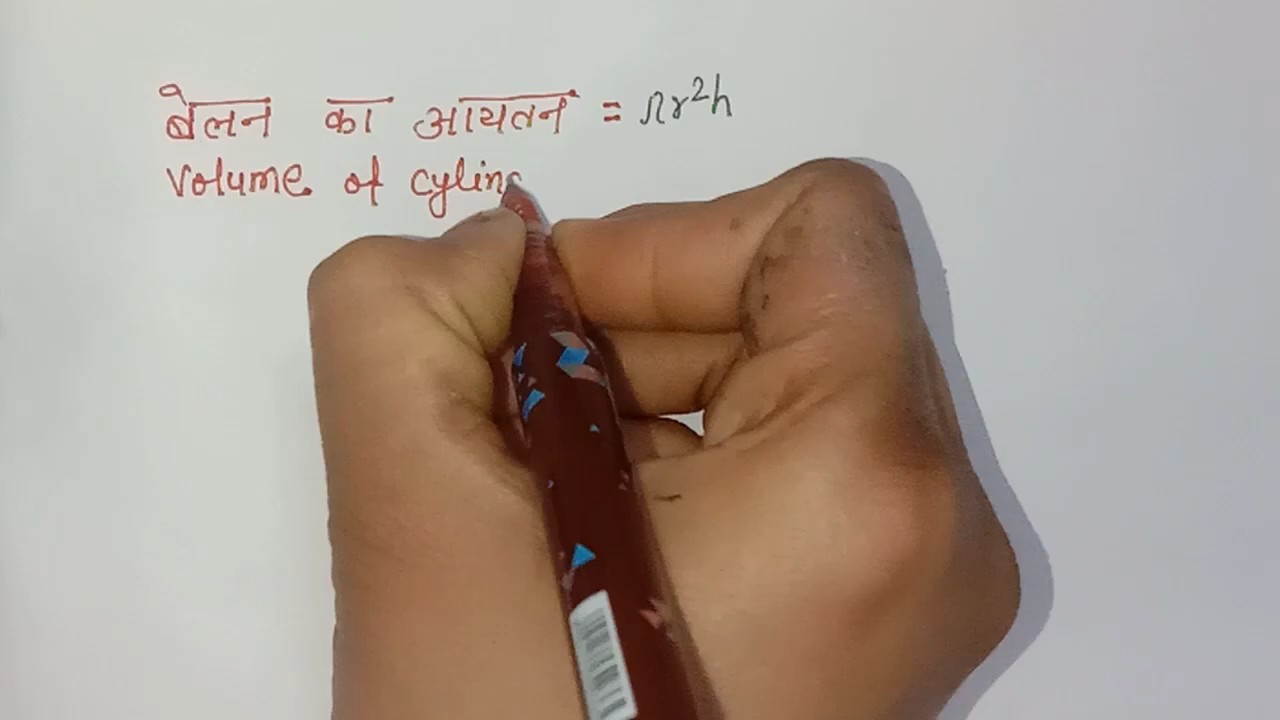 बेलन का आयतन = πr²h
Volume of cylin